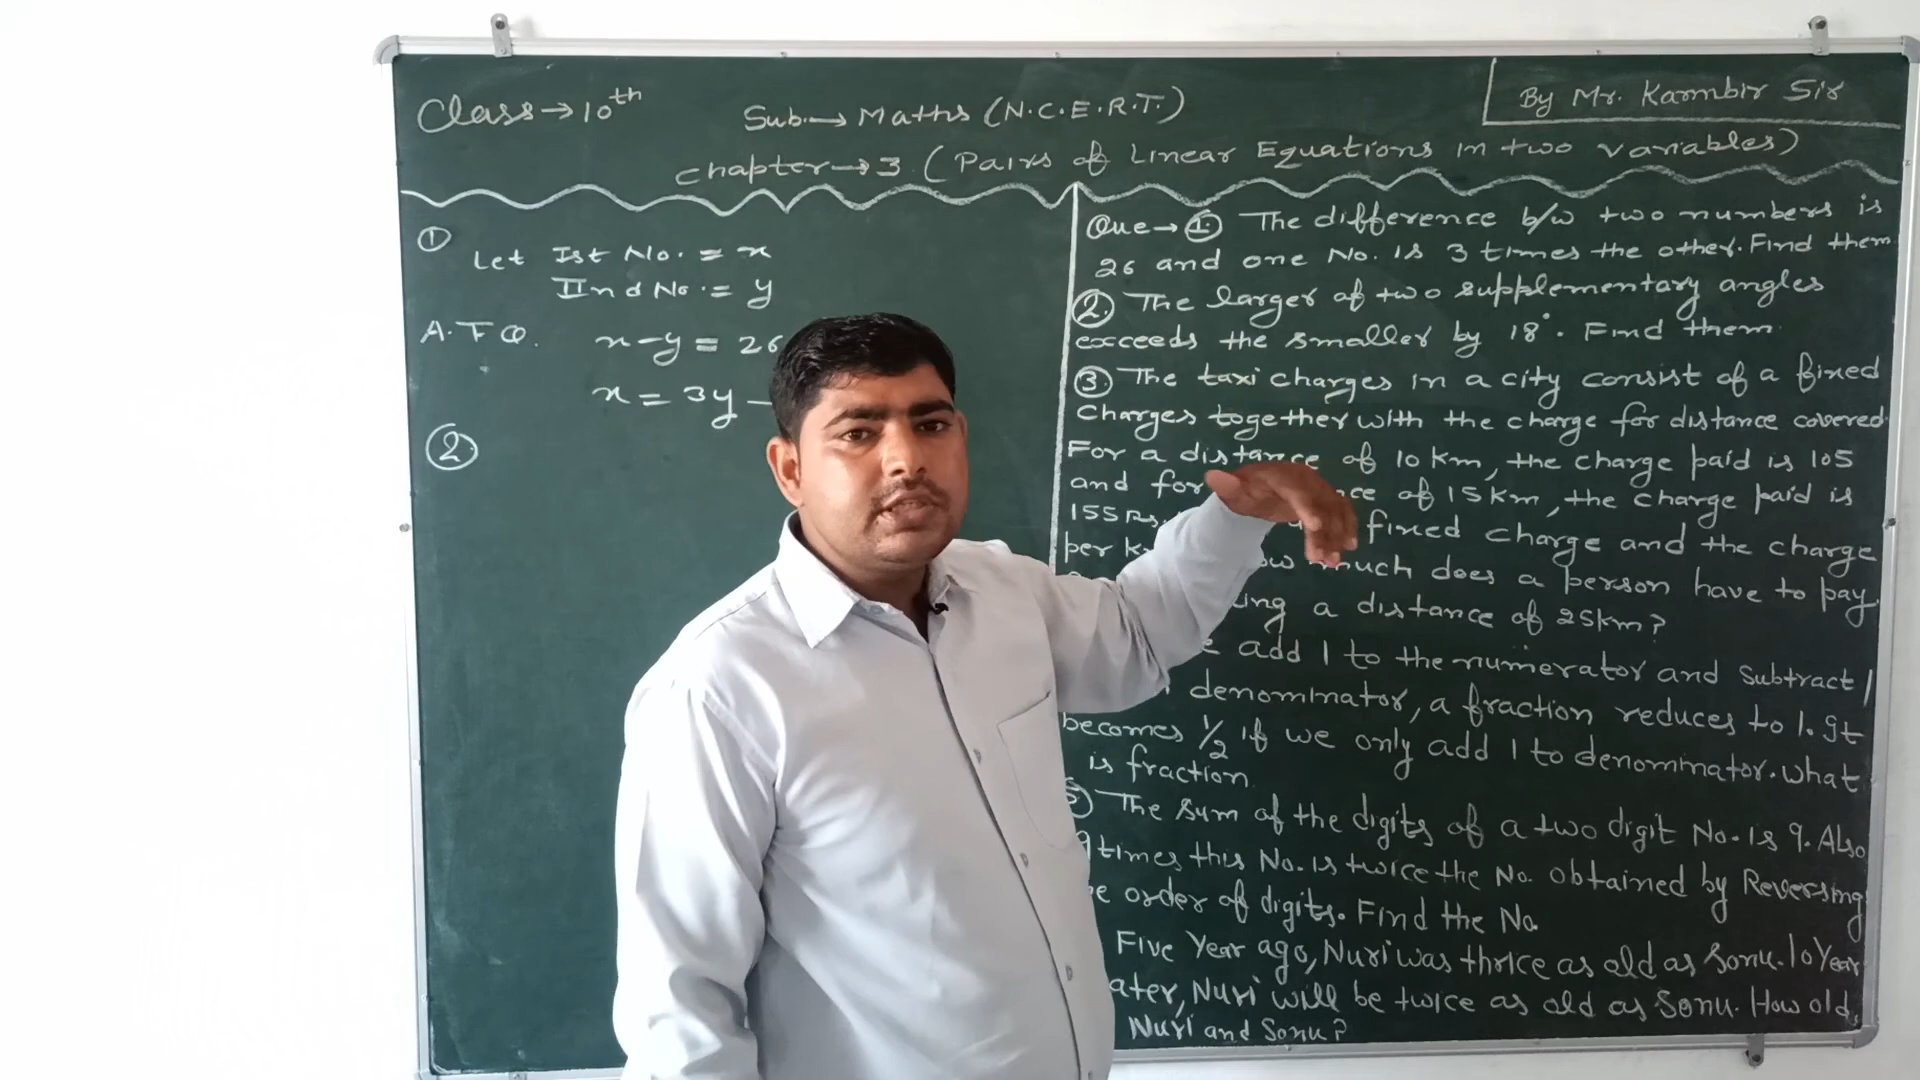 Class → 10th
Sub. → Maths (N.C.E.R.T.)
By Mr. Karmbir Sir
chapter → 3. (Pairs of Linear Equations in two variables)
①
Let Ist No. = x
IInd No. = y
A.T.Q. x - y = 26
x = 3y -
②
Que → ①. The difference b/w two numbers is
26 and one No. is 3 times the other. Find them.
②. The larger of two supplementary angles
exceeds the smaller by 18°. Find them.
③. The taxi charges in a city consist of a fixed
charges together with the charge for distance covered.
For a distance of 10 km, the charge paid is 105
and for of 15 km, the charge paid is
155 Rs. fixed charge and the charge
per much does a person have to pay
a distance of 25 km?
add 1 to the numerator and subtract 1
denominator, a fraction reduces to 1. It
becomes 1/2 if we only add 1 to denominator. what
is fraction.
The sum of the digits of a two digit No. is 9. Also
9 times this No. is twice the No. obtained by Reversing
order of digits. Find the No.
Five Year ago, Nuri was thrice as old as Sonu. 10 Year
Nuri will be twice as old as Sonu. How old
Nuri and Sonu?